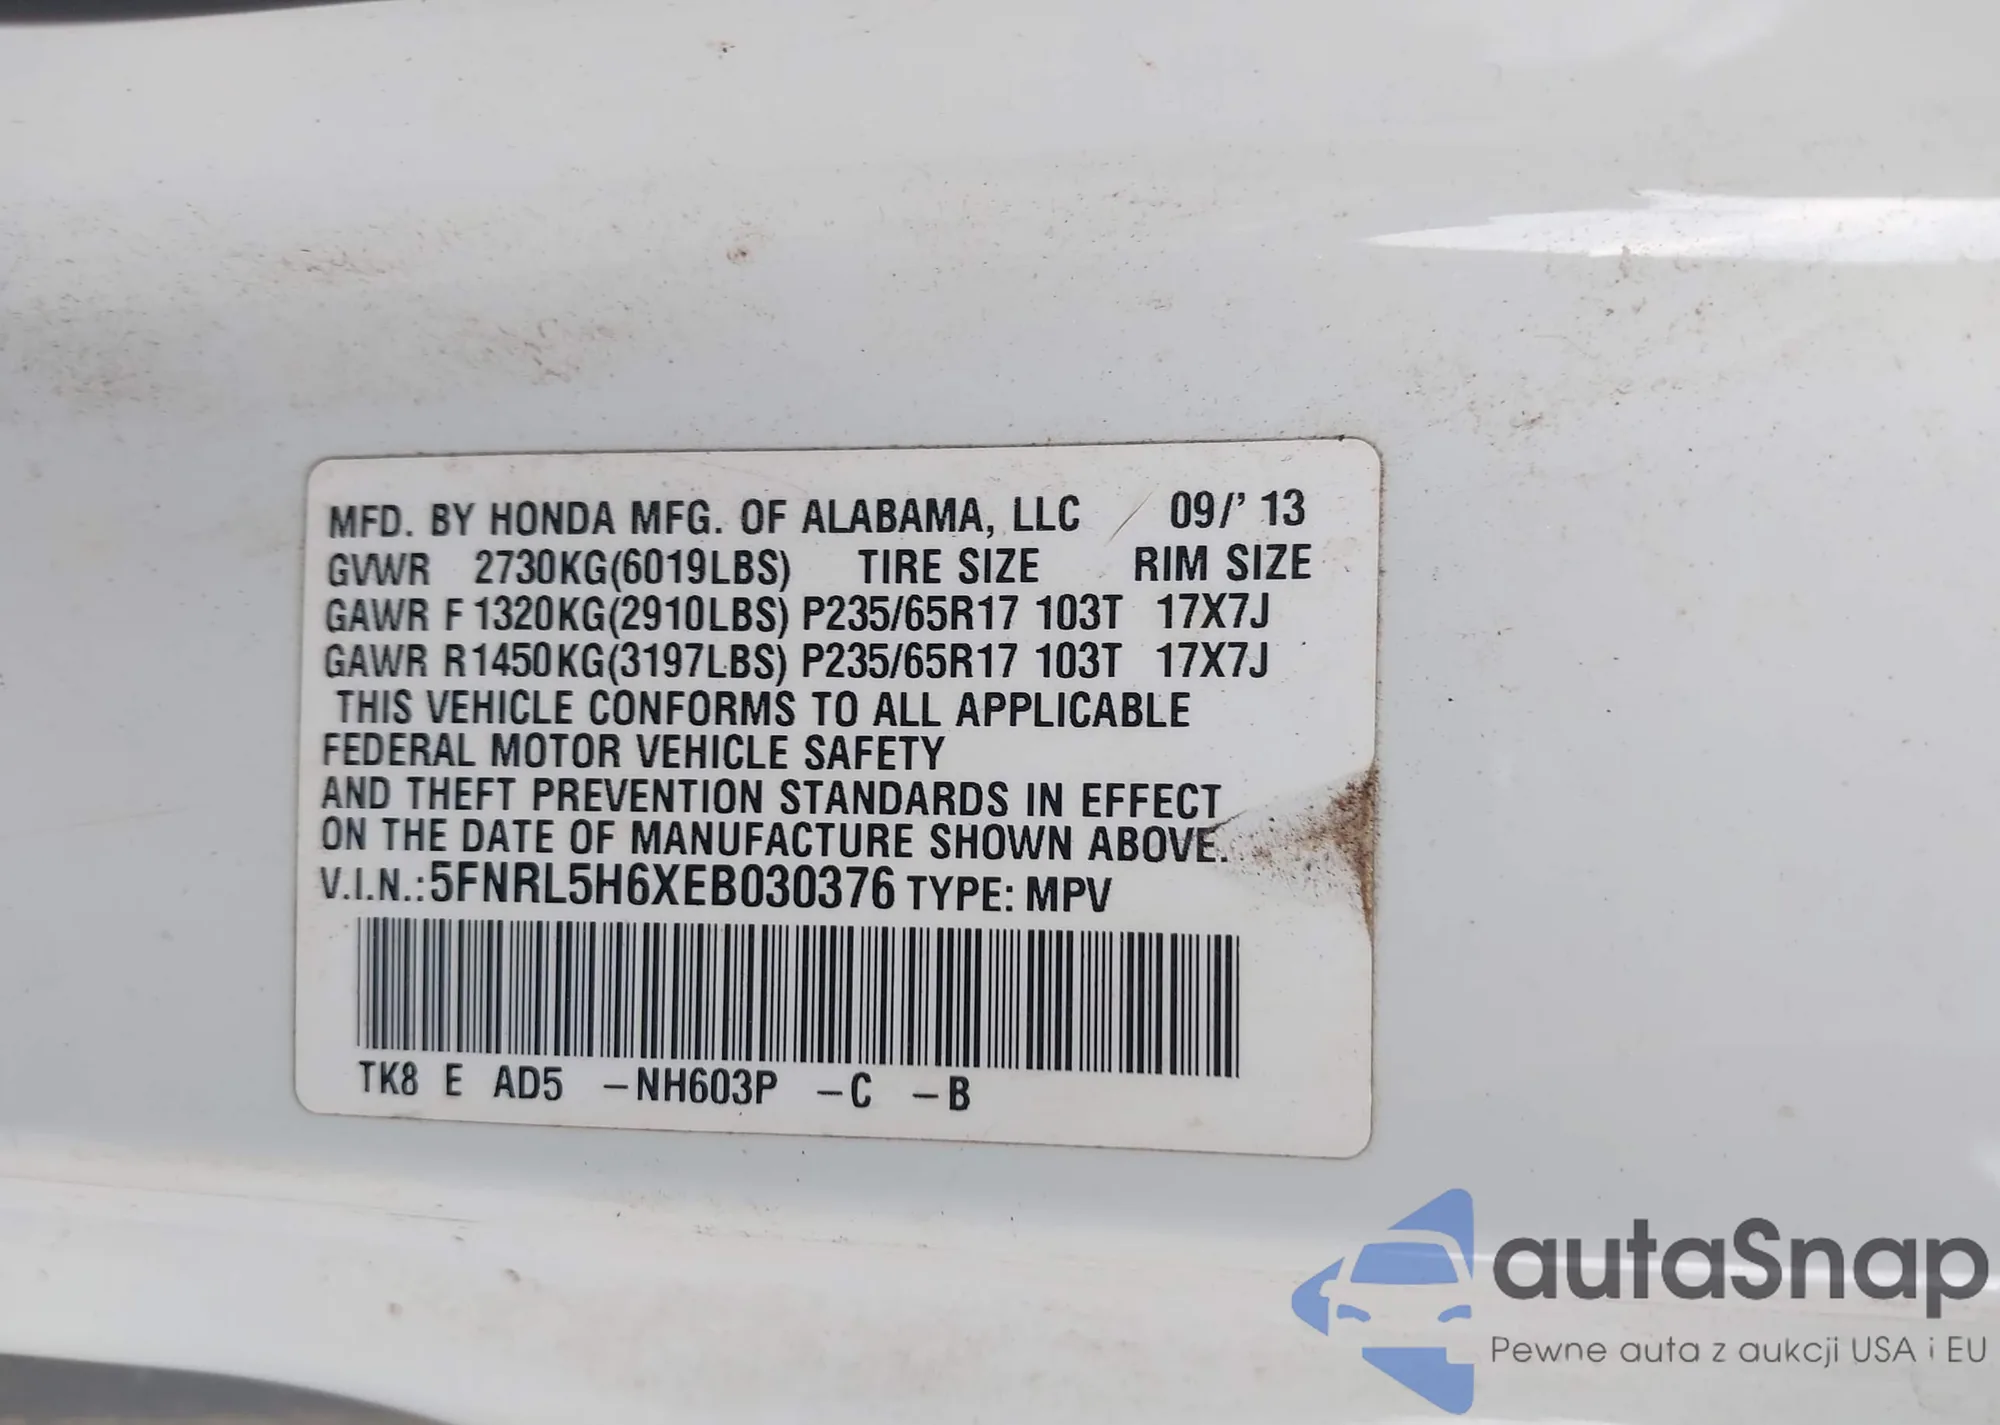 MFD. BY HONDA MFG. OF ALABAMA, LLC 09/' 13
GVWR 2730KG(6019LBS) TIRE SIZE RIM SIZE
GAWR F 1320KG(2910LBS) P235/65R17 103T 17X7J
GAWR R1450KG(3197LBS) P235/65R17 103T 17X7J
THIS VEHICLE CONFORMS TO ALL APPLICABLE
FEDERAL MOTOR VEHICLE SAFETY
AND THEFT PREVENTION STANDARDS IN EFFECT
ON THE DATE OF MANUFACTURE SHOWN ABOVE.
V.I.N.:5FNRL5H6XEB030376 TYPE: MPV
TK8 E AD5 –NH603P –C –B
autaSnap
Pewne auta z aukcji USA i EU